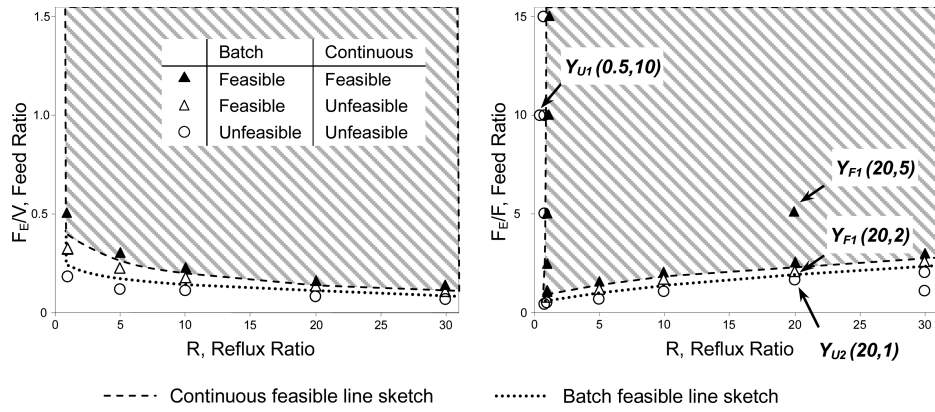 1.5
1.0
0.5
0
F_E/V, Feed Ratio
Batch Continuous
Feasible Feasible
Feasible Unfeasible
Unfeasible Unfeasible
0 5 10 15 20 25 30
R, Reflux Ratio
15
10
5
0
F_E/F, Feed Ratio
Y_U1 (0.5,10)
Y_F1 (20,5)
Y_F1 (20,2)
Y_U2 (20,1)
0 5 10 15 20 25 30
R, Reflux Ratio
Continuous feasible line sketch
Batch feasible line sketch